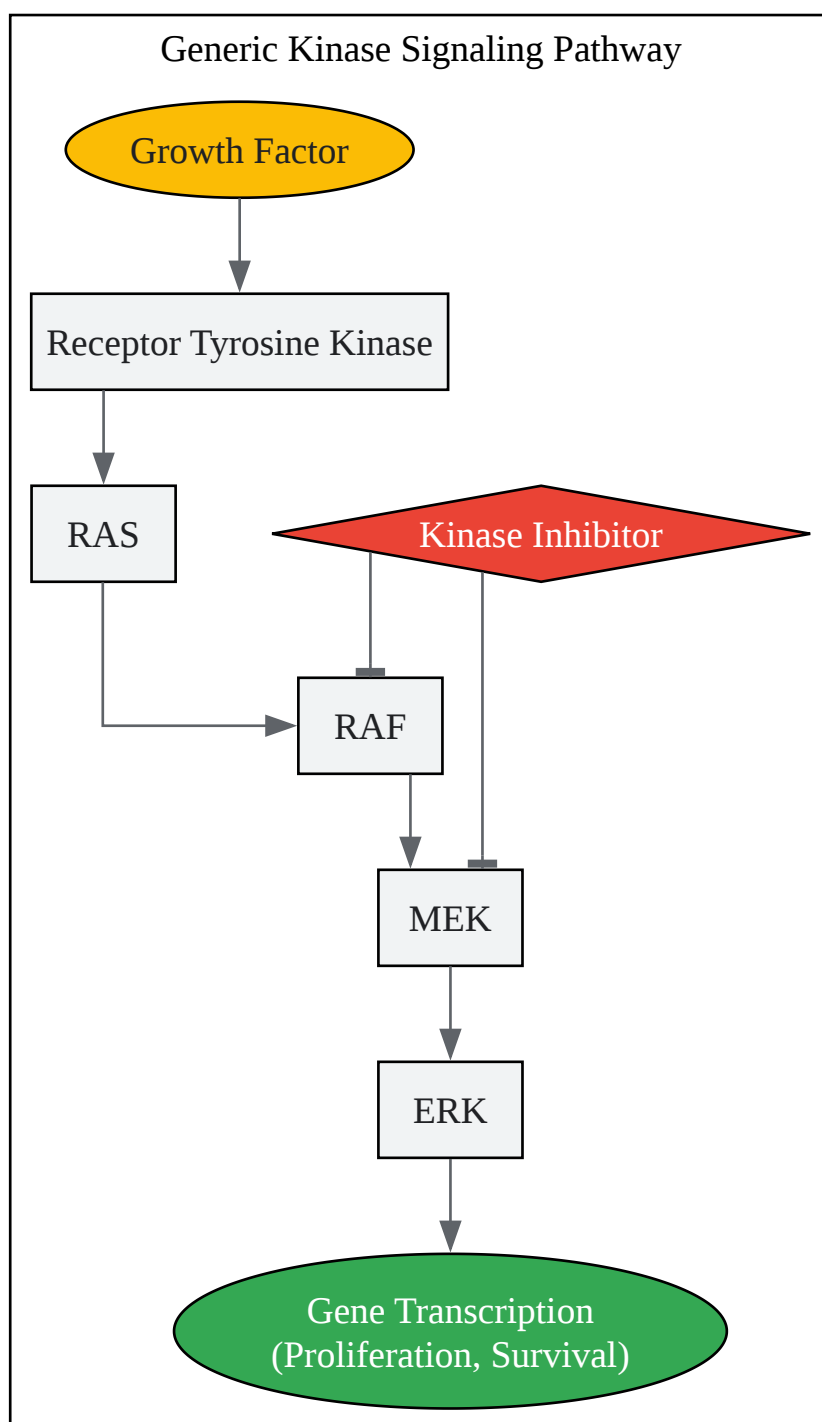 Generic Kinase Signaling Pathway
Growth Factor
Receptor Tyrosine Kinase
RAS
Kinase Inhibitor
RAF
MEK
ERK
Gene Transcription
(Proliferation, Survival)